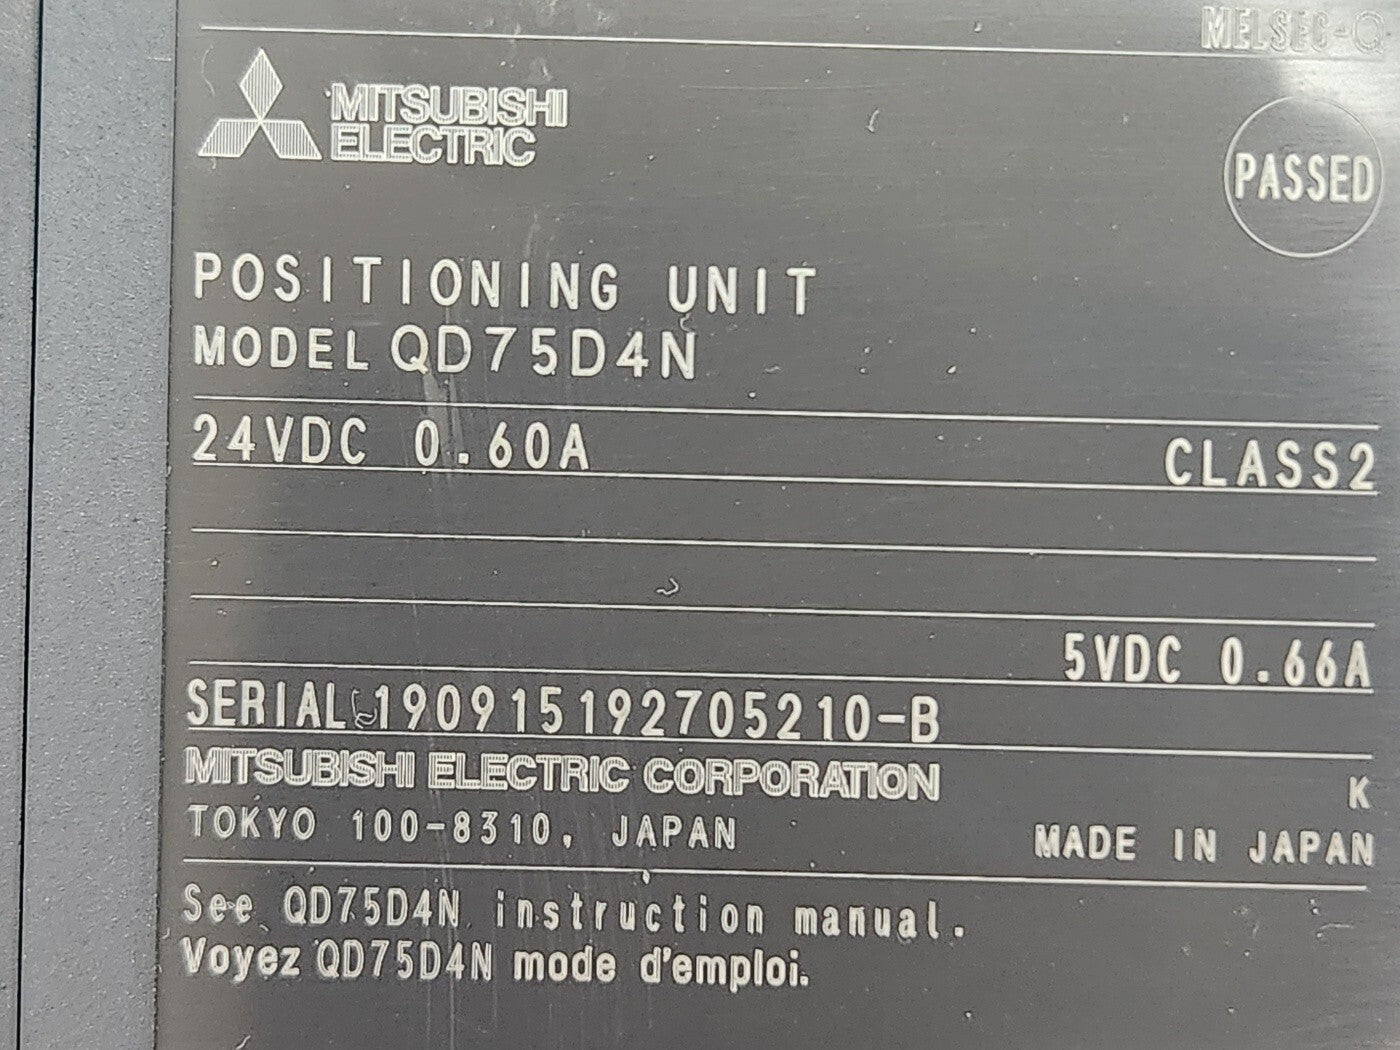 MELSEC-Q
MITSUBISHI
ELECTRIC
PASSED
POSITIONING UNIT
MODEL QD75D4N
24VDC 0.60A CLASS2
5VDC 0.66A
SERIAL 190915192705210-B
MITSUBISHI ELECTRIC CORPORATION K
TOKYO 100-8310, JAPAN MADE IN JAPAN
See QD75D4N instruction manual.
Voyez QD75D4N mode d'emploi.